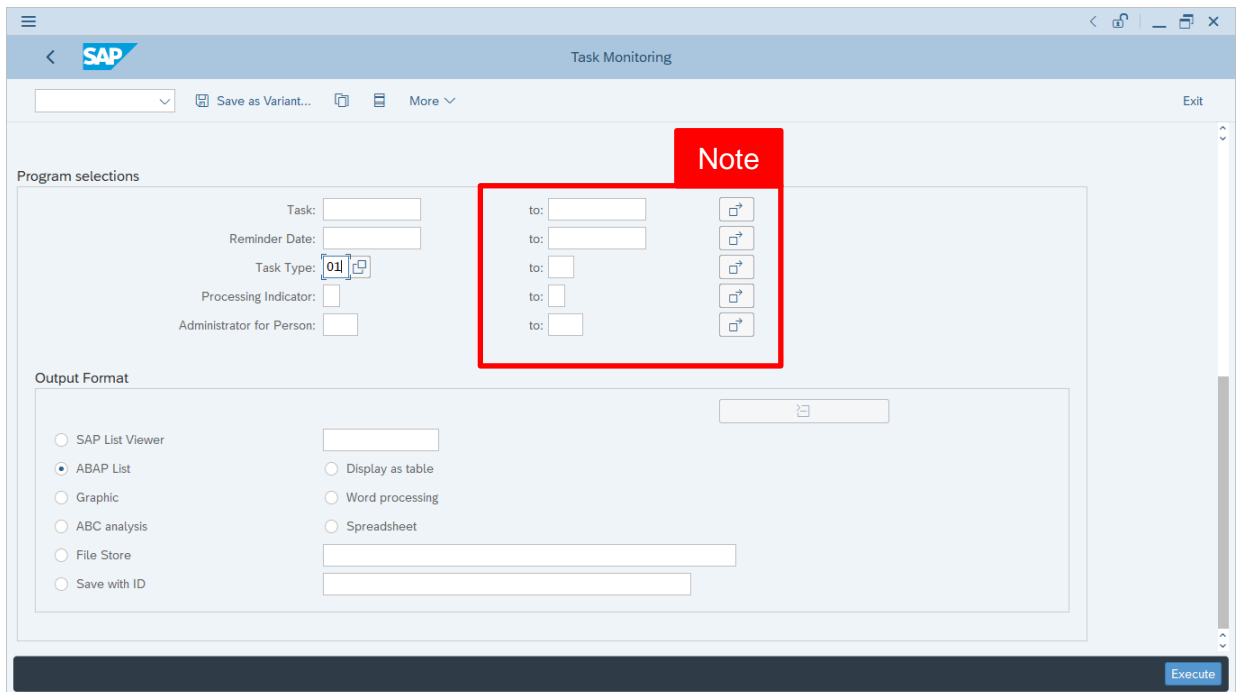 SAP
Task Monitoring
Save as Variant... More Exit
Note
Program selections
Task: to:
Reminder Date: to:
Task Type: 01 to:
Processing Indicator: to:
Administrator for Person: to:
Output Format
SAP List Viewer
ABAP List Display as table
Graphic Word processing
ABC analysis Spreadsheet
File Store
Save with ID
Execute